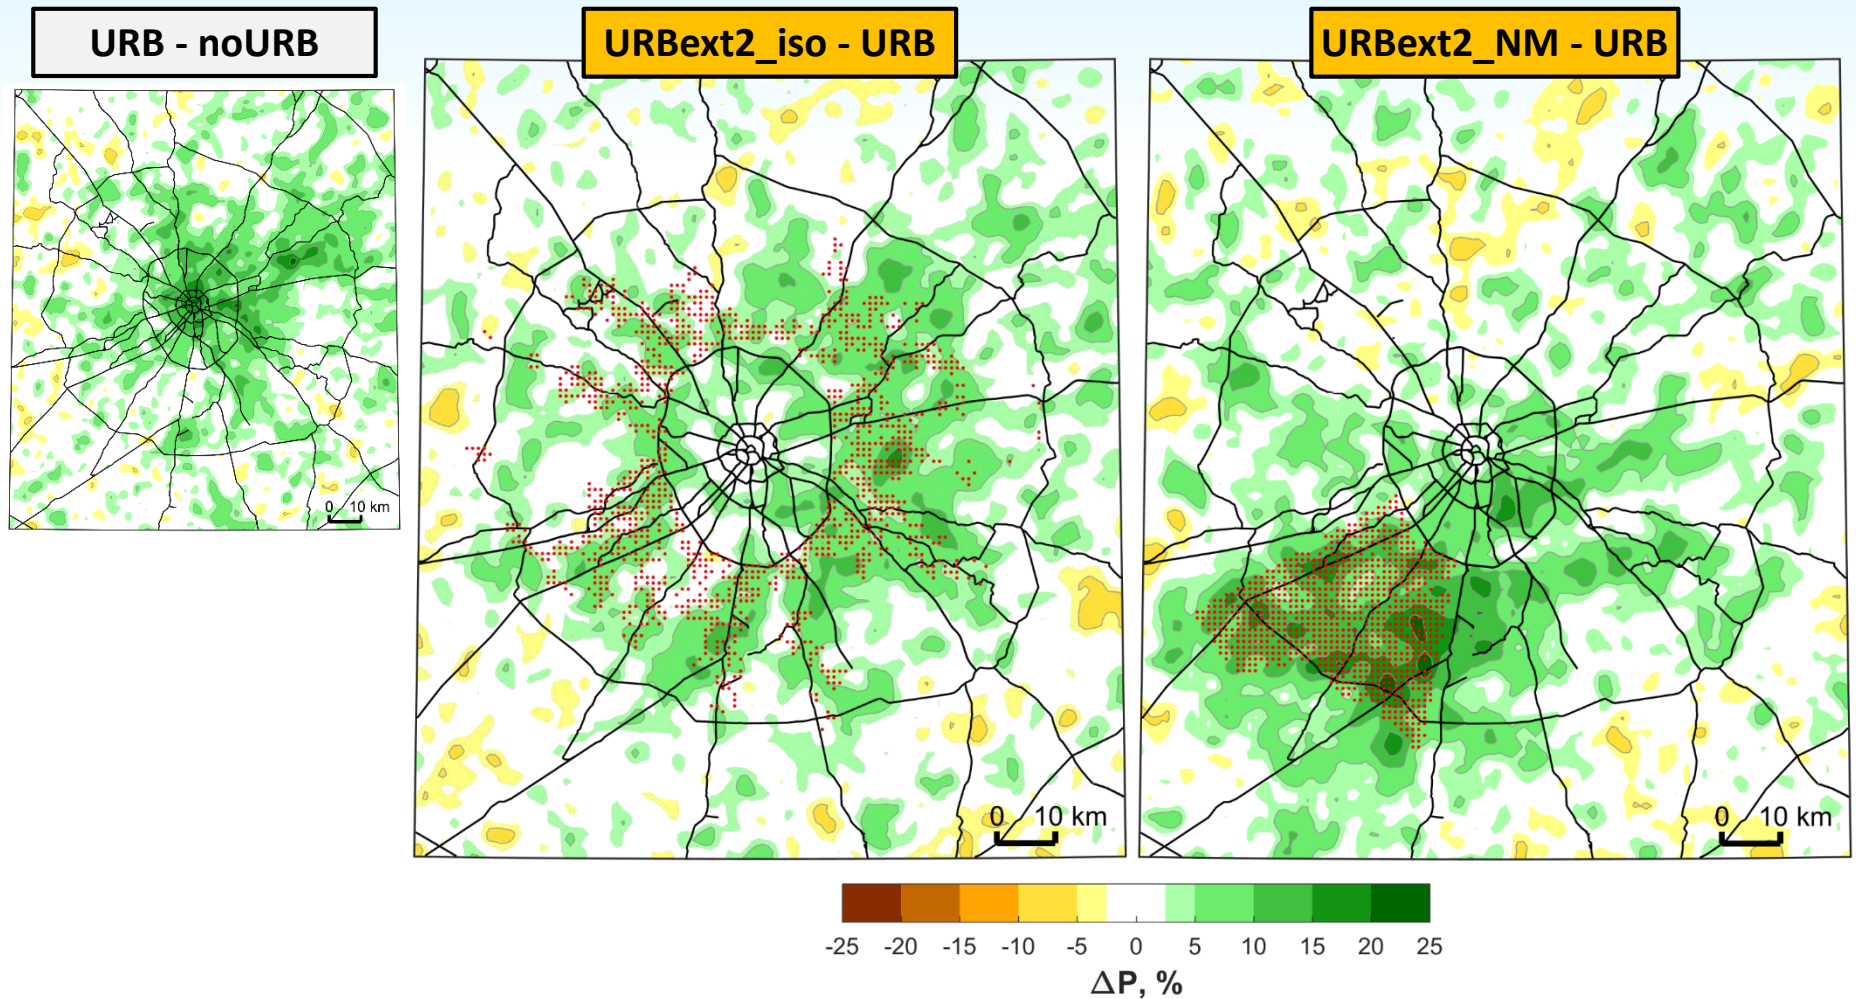 URB - noURB
URBext2_iso - URB
URBext2_NM - URB
0 10 km
0 10 km
0 10 km
-25 -20 -15 -10 -5 0 5 10 15 20 25
ΔP, %